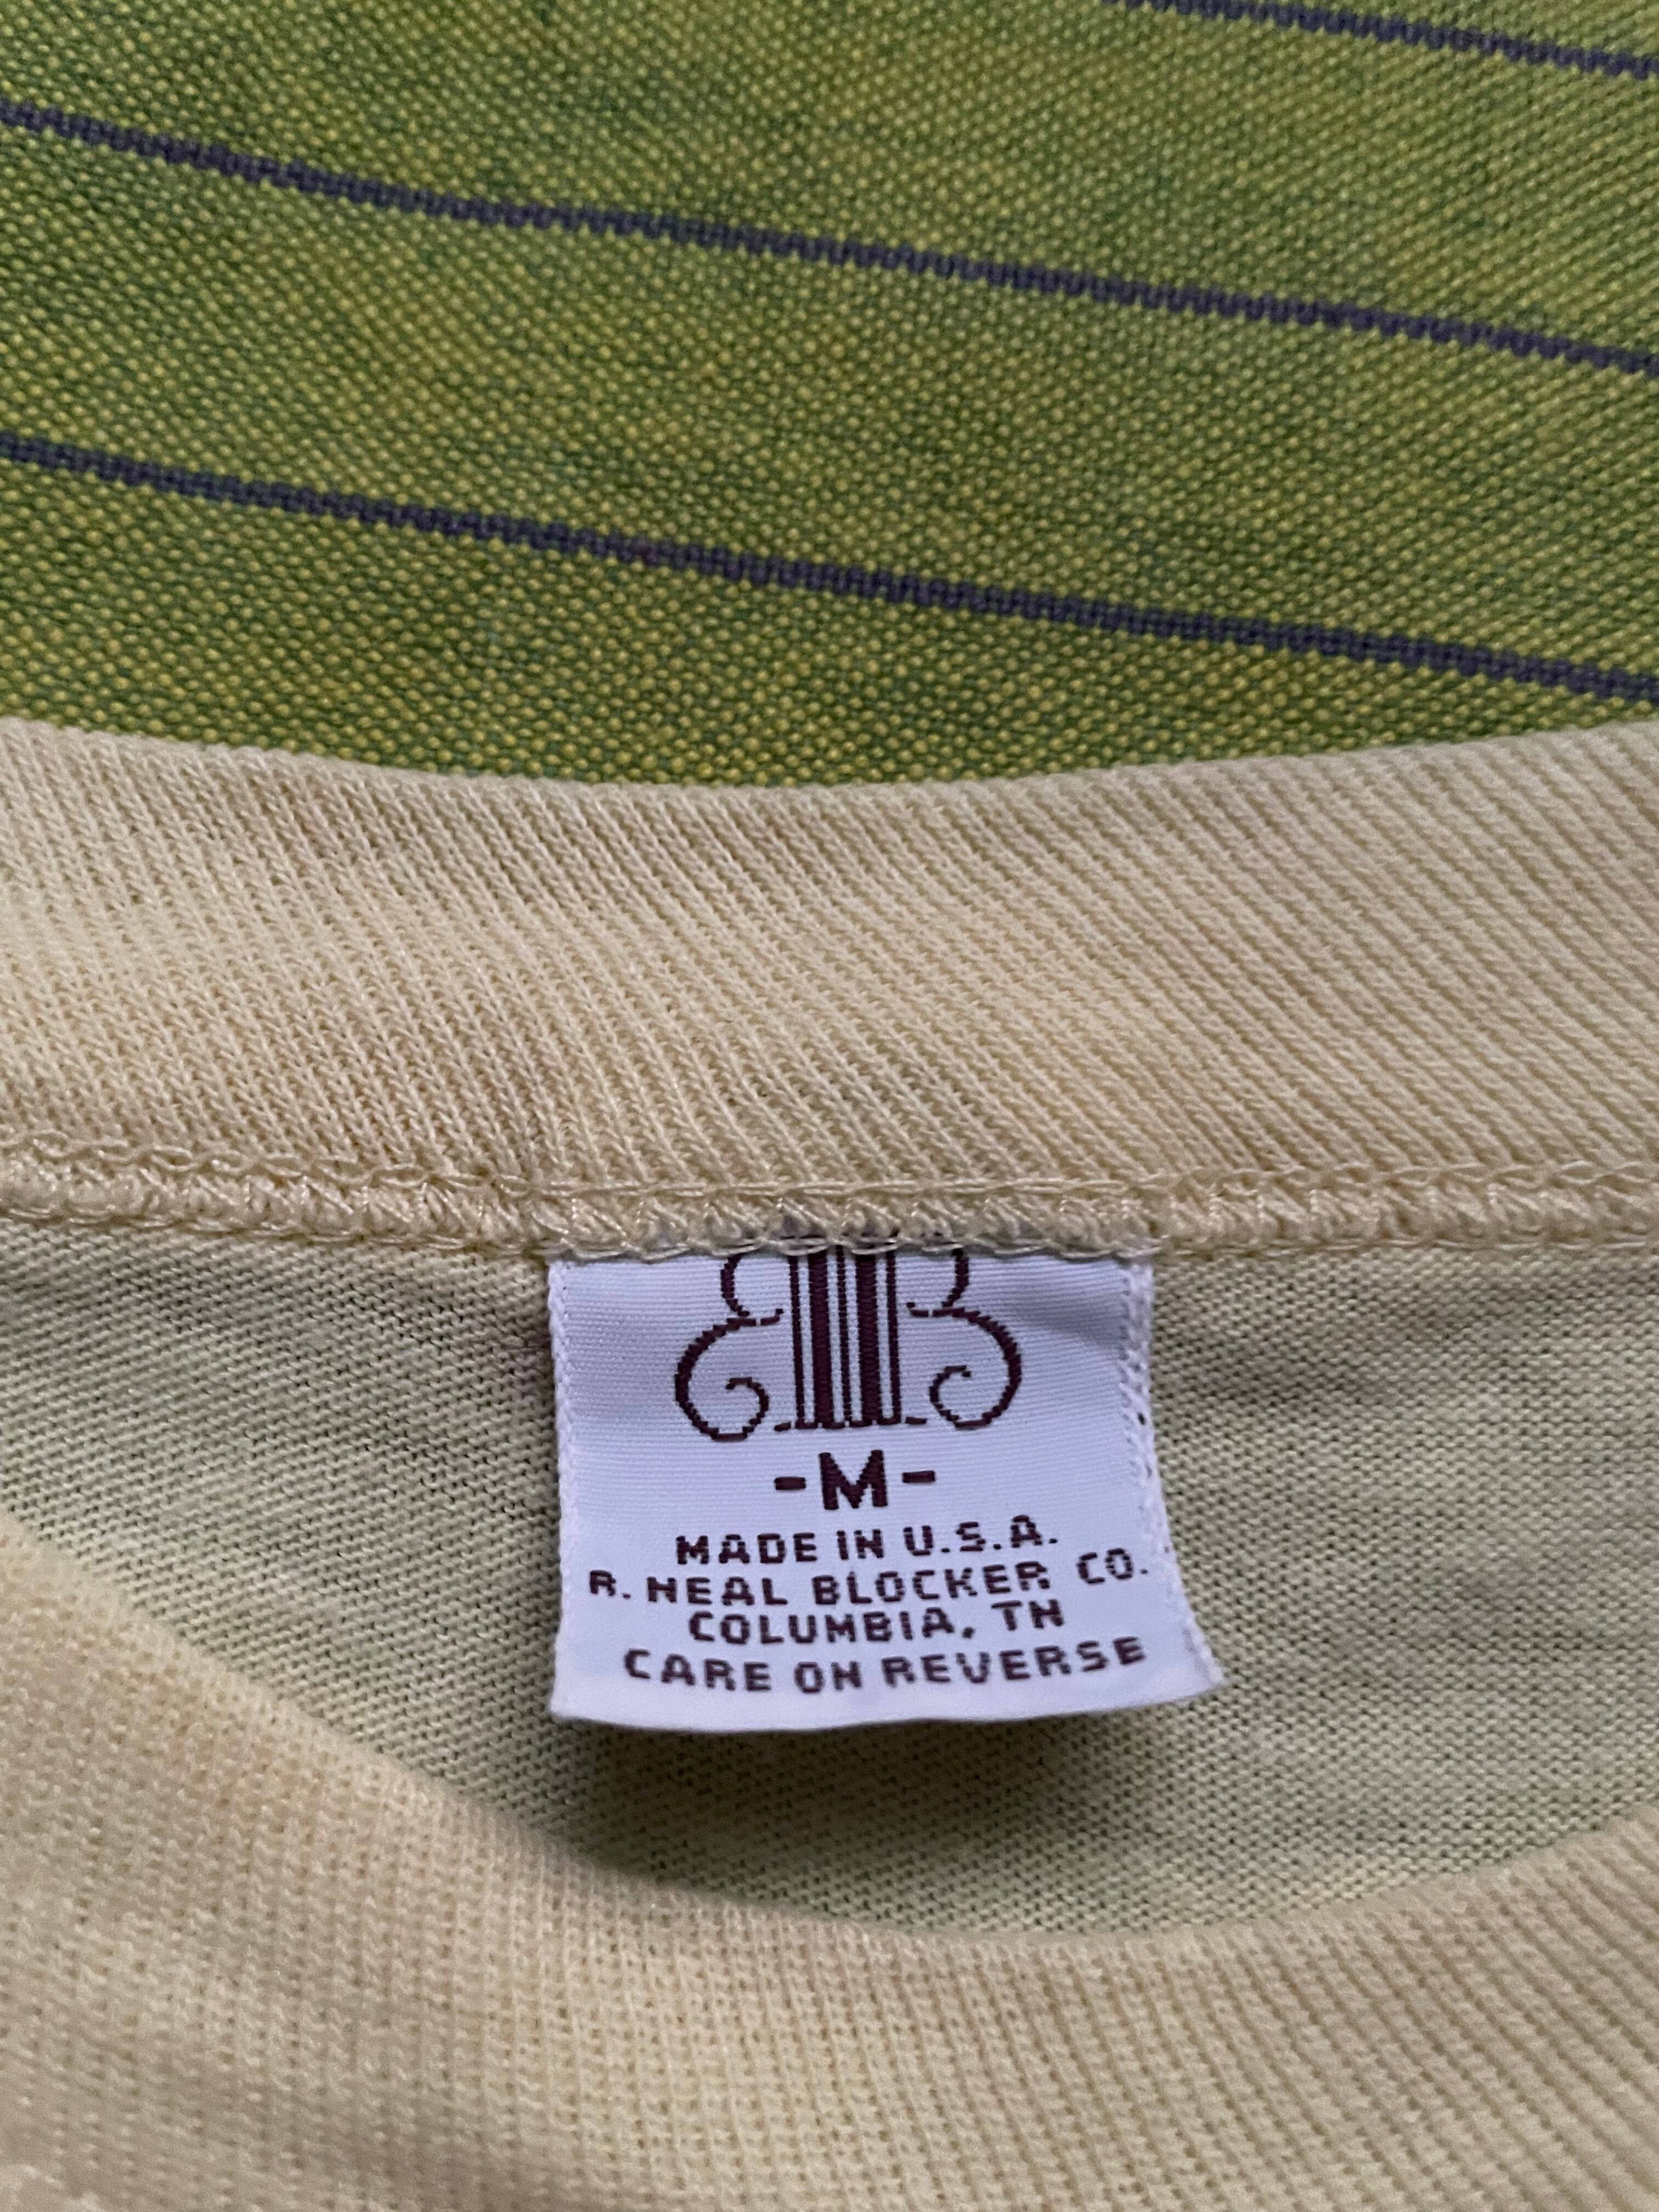 -M-
MADE IN U.S.A.
R. NEAL BLOCKER CO.
COLUMBIA, TN
CARE ON REVERSE